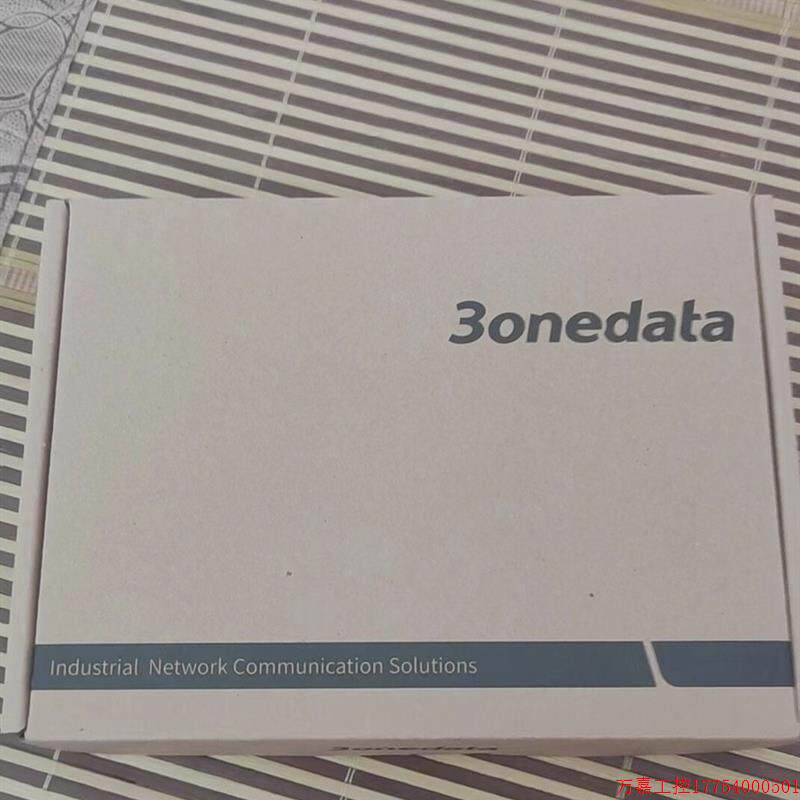 3onedata
Industrial Network Communication Solutions
3onedata
万嘉工控17754000501